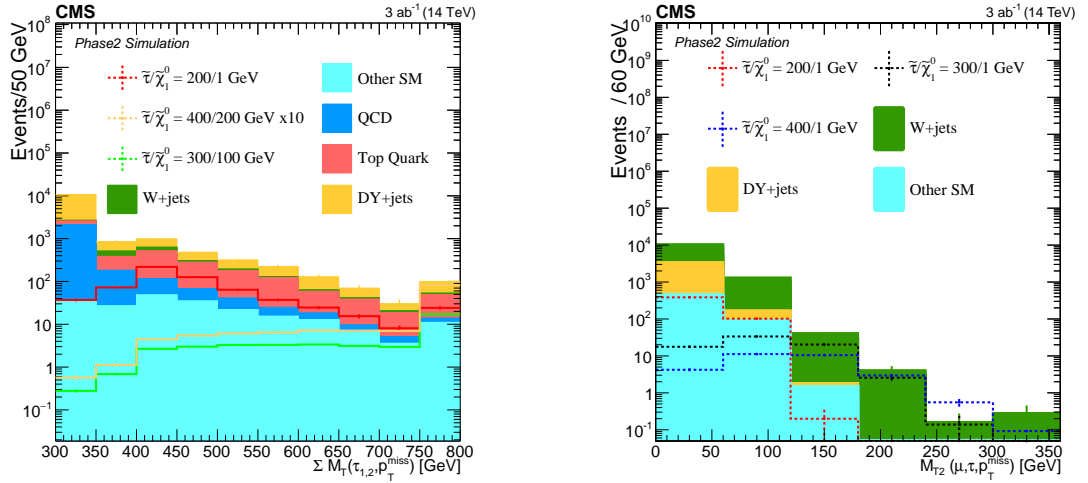 CMS
3 ab⁻¹ (14 TeV)
Phase2 Simulation
Events/50 GeV
10⁸
10⁷
10⁶
10⁵
10⁴
10³
10²
10
1
10⁻¹
τ̃/χ̃₁⁰ = 200/1 GeV
τ̃/χ̃₁⁰ = 400/200 GeV x10
τ̃/χ̃₁⁰ = 300/100 GeV
W+jets
Other SM
QCD
Top Quark
DY+jets
300 350 400 450 500 550 600 650 700 750 800
Σ M_T(τ₁,₂,p_T^miss) [GeV]
CMS
3 ab⁻¹ (14 TeV)
Phase2 Simulation
Events / 60 GeV
10¹⁰
10⁹
10⁸
10⁷
10⁶
10⁵
10⁴
10³
10²
10
1
10⁻¹
τ̃/χ̃₁⁰ = 200/1 GeV
τ̃/χ̃₁⁰ = 300/1 GeV
τ̃/χ̃₁⁰ = 400/1 GeV
W+jets
DY+jets
Other SM
0 50 100 150 200 250 300 350
M_T2 (μ,τ,p_T^miss) [GeV]